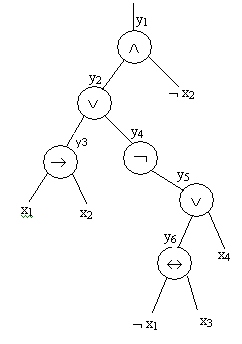 y₁
∧
y₂
¬ x₂
∨
y₃
y₄
→
¬
y₅
x₁
x₂
∨
y₆
x₄
↔
¬ x₁
x₃